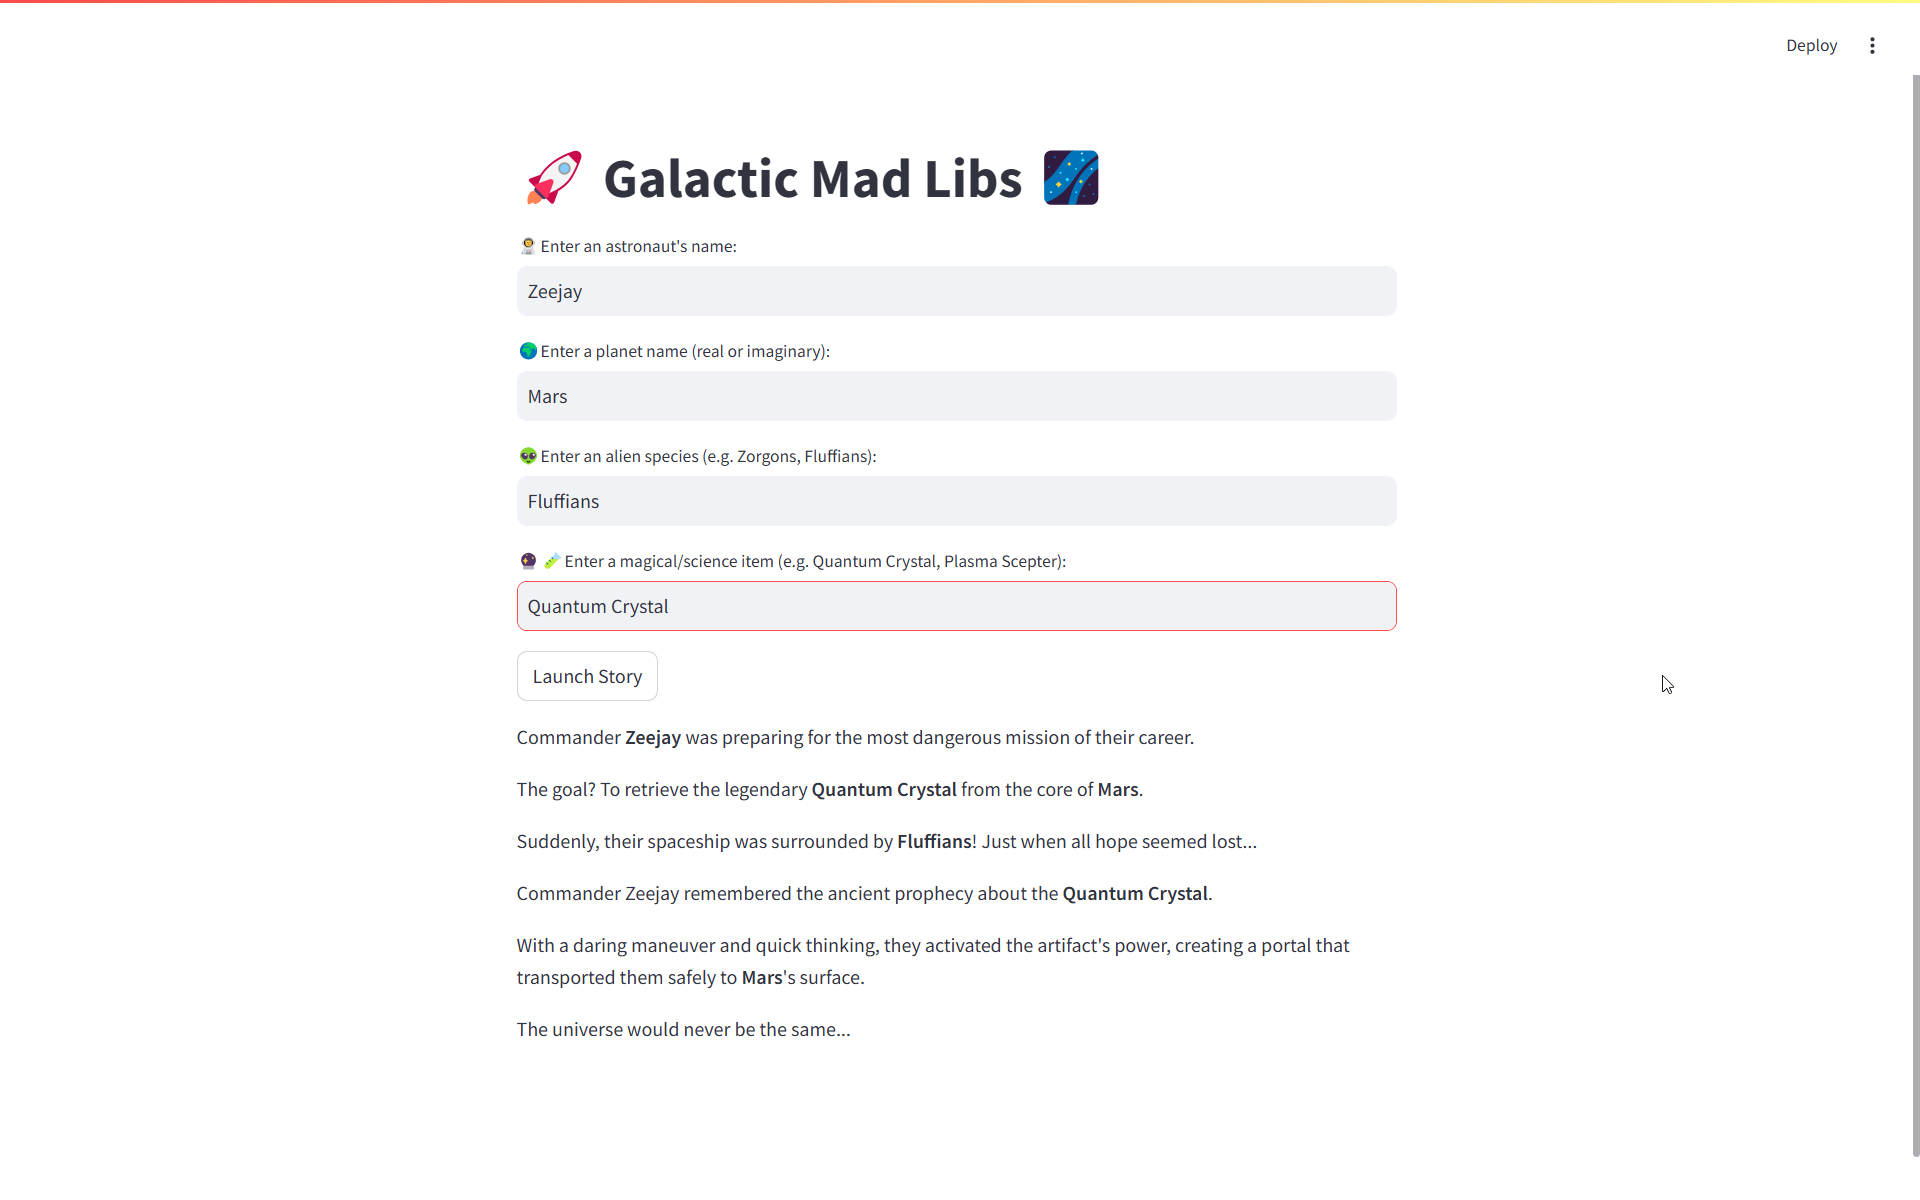 Deploy
🚀 Galactic Mad Libs 🌌
👨‍🚀 Enter an astronaut's name:
Zeejay
🌍 Enter a planet name (real or imaginary):
Mars
👽 Enter an alien species (e.g. Zorgons, Fluffians):
Fluffians
🔮 🧪 Enter a magical/science item (e.g. Quantum Crystal, Plasma Scepter):
Quantum Crystal
Launch Story
Commander Zeejay was preparing for the most dangerous mission of their career.
The goal? To retrieve the legendary Quantum Crystal from the core of Mars.
Suddenly, their spaceship was surrounded by Fluffians! Just when all hope seemed lost...
Commander Zeejay remembered the ancient prophecy about the Quantum Crystal.
With a daring maneuver and quick thinking, they activated the artifact's power, creating a portal that
transported them safely to Mars's surface.
The universe would never be the same...